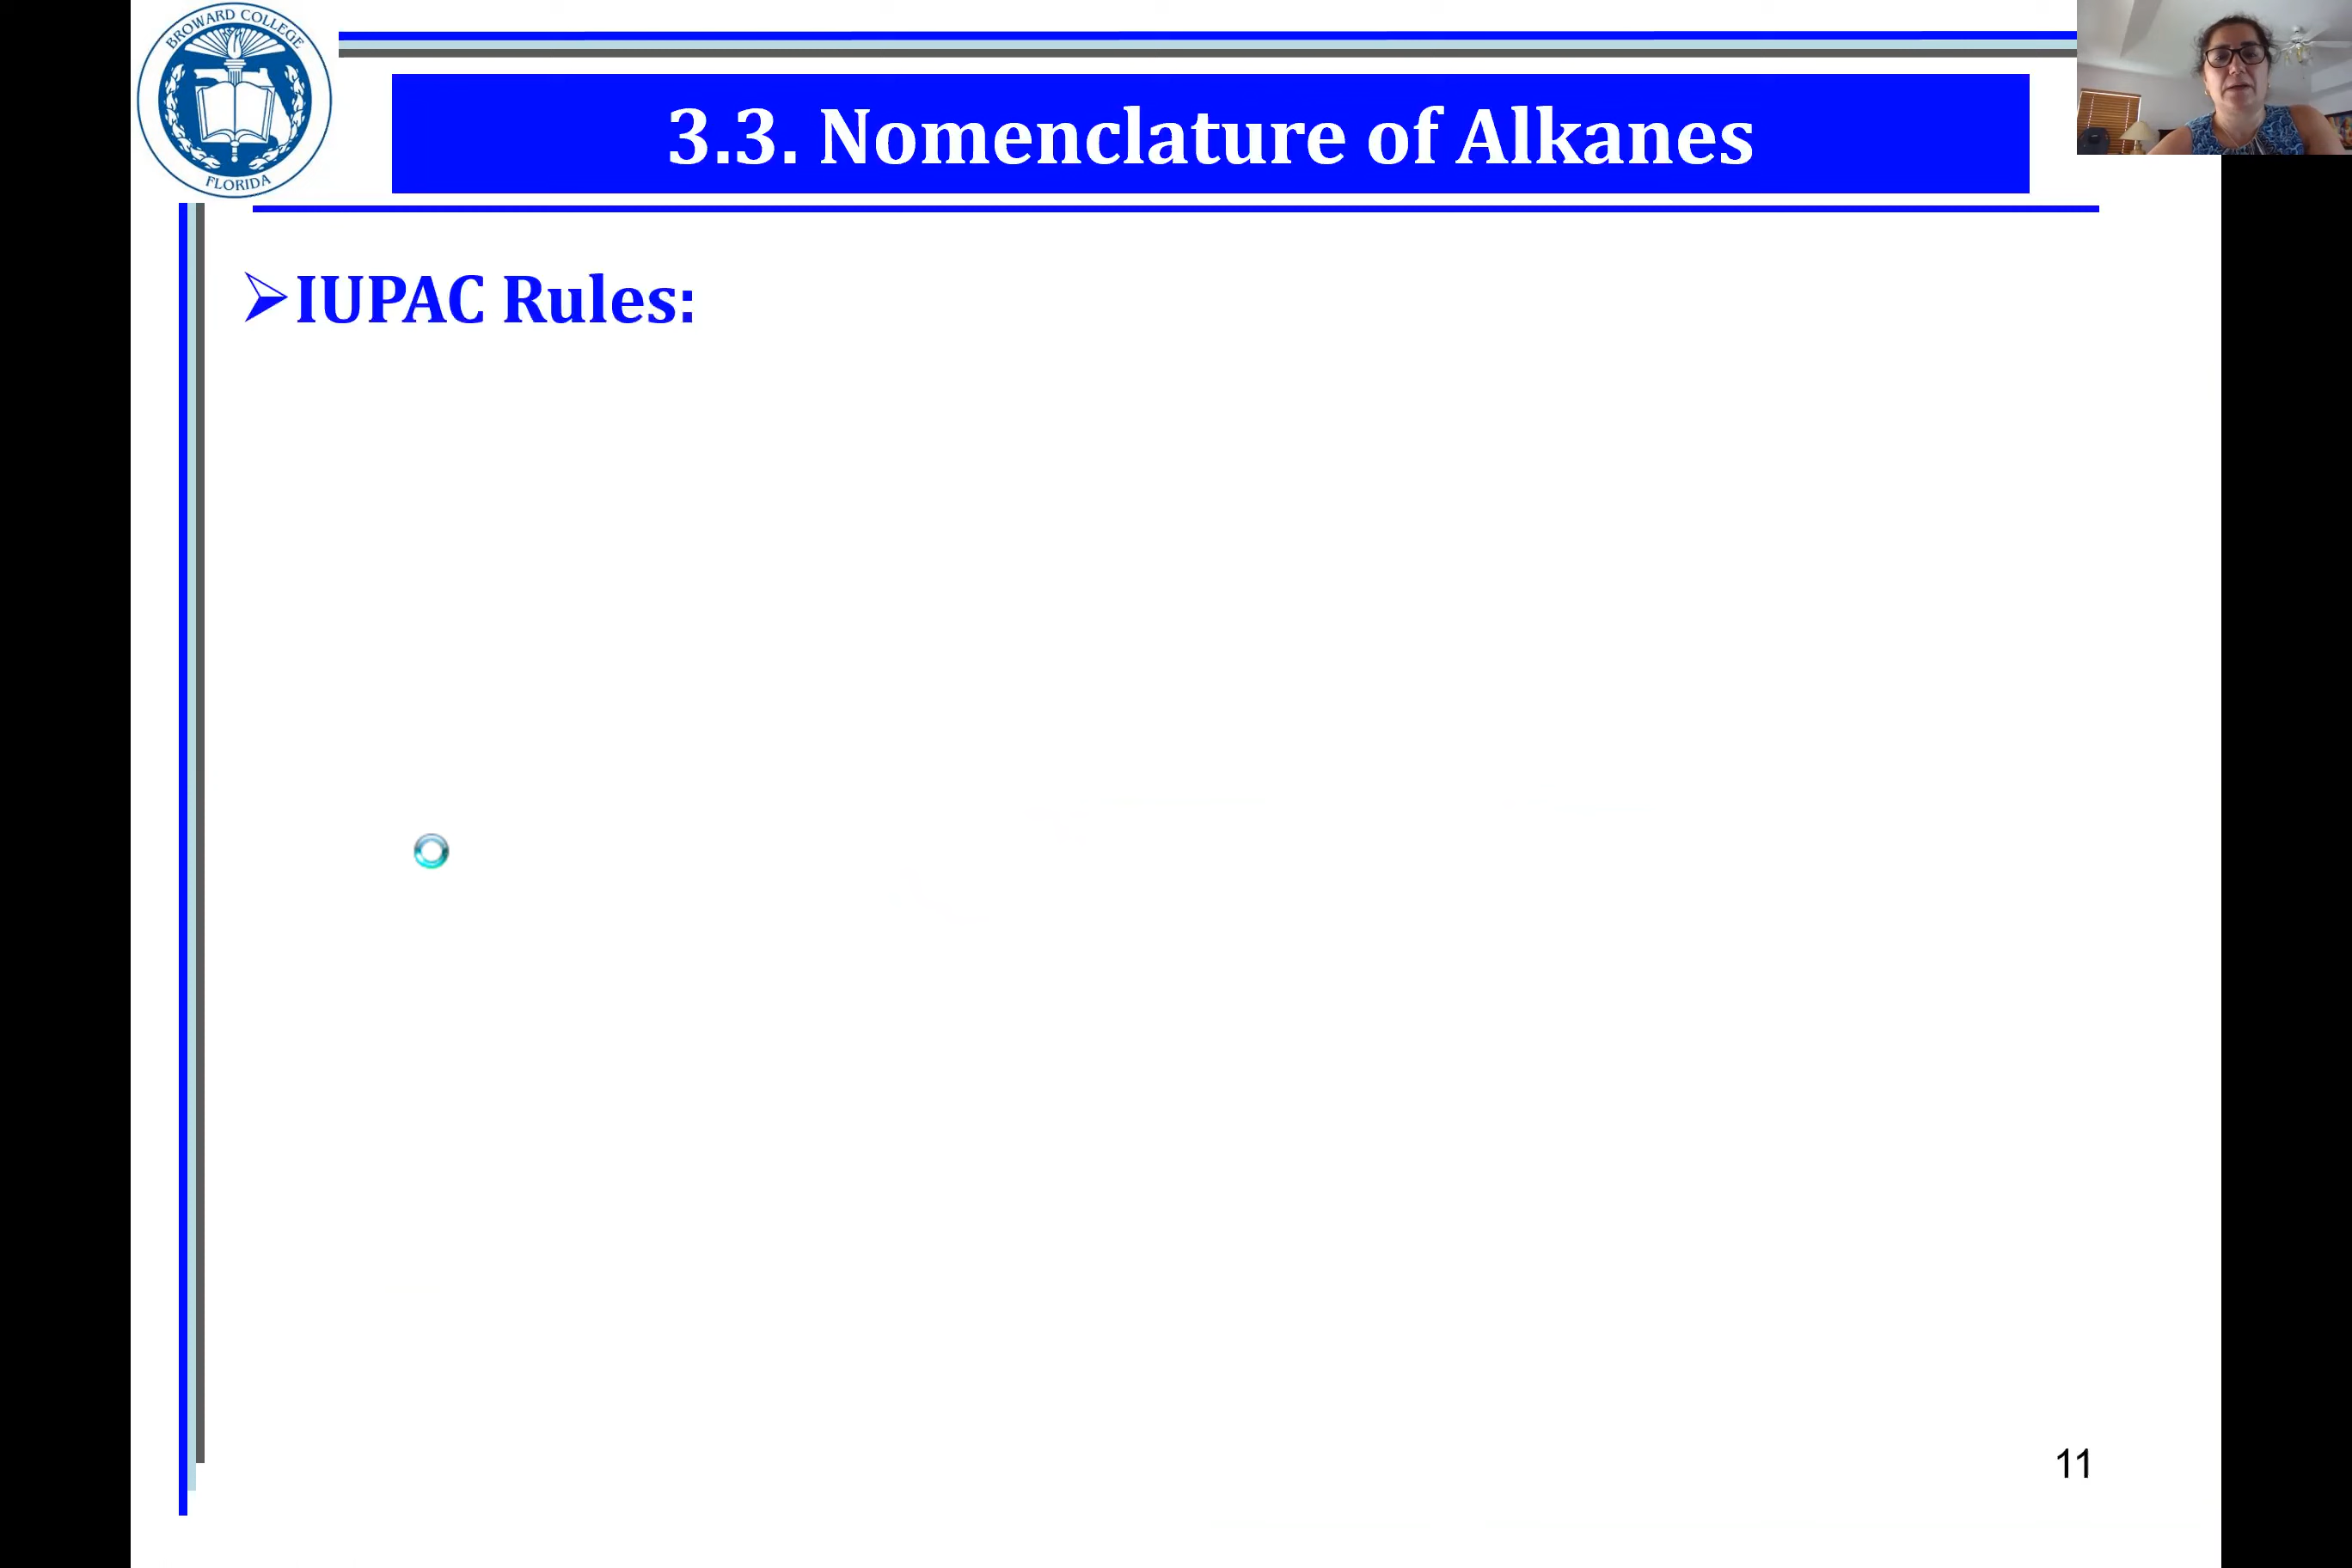 BROWARD COLLEGE
FLORIDA
3.3. Nomenclature of Alkanes
IUPAC Rules:
11